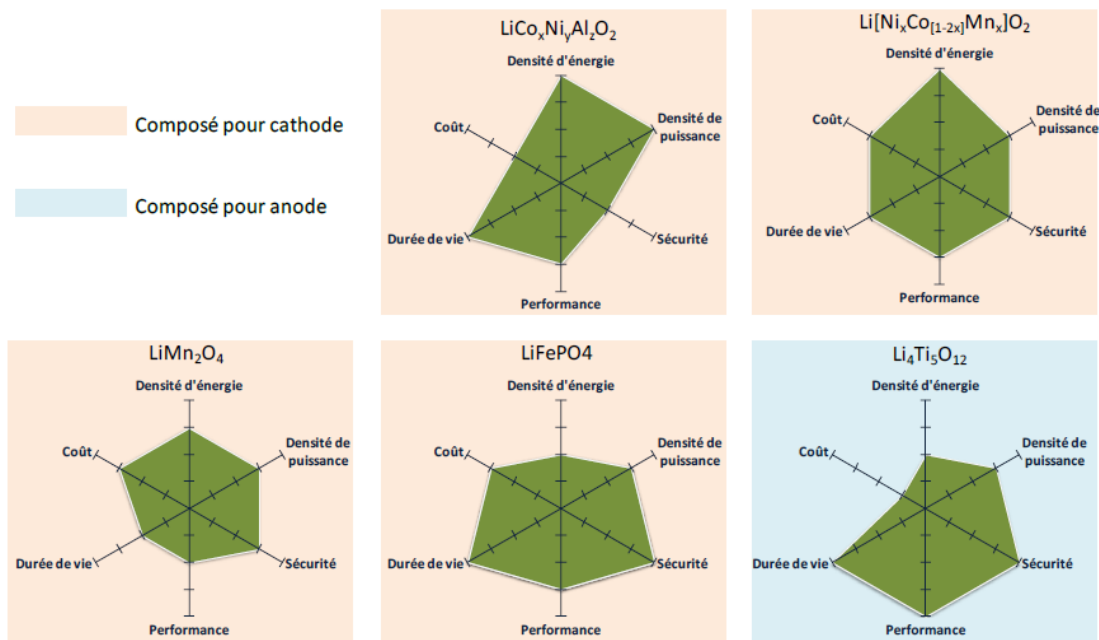 LiCoₓNiᵧAl_zO₂
Densité d'énergie
Densité de
puissance
Coût
Durée de vie
Sécurité
Performance
Li[NiₓCo[1-2x]Mnₓ]O₂
Densité d'énergie
Densité de
puissance
Coût
Durée de vie
Sécurité
Performance
Composé pour cathode
Composé pour anode
LiMn₂O₄
Densité d'énergie
Densité de
puissance
Coût
Durée de vie
Sécurité
Performance
LiFePO4
Densité d'énergie
Densité de
puissance
Coût
Durée de vie
Sécurité
Performance
Li₄Ti₅O₁₂
Densité d'énergie
Densité de
puissance
Coût
Durée de vie
Sécurité
Performance